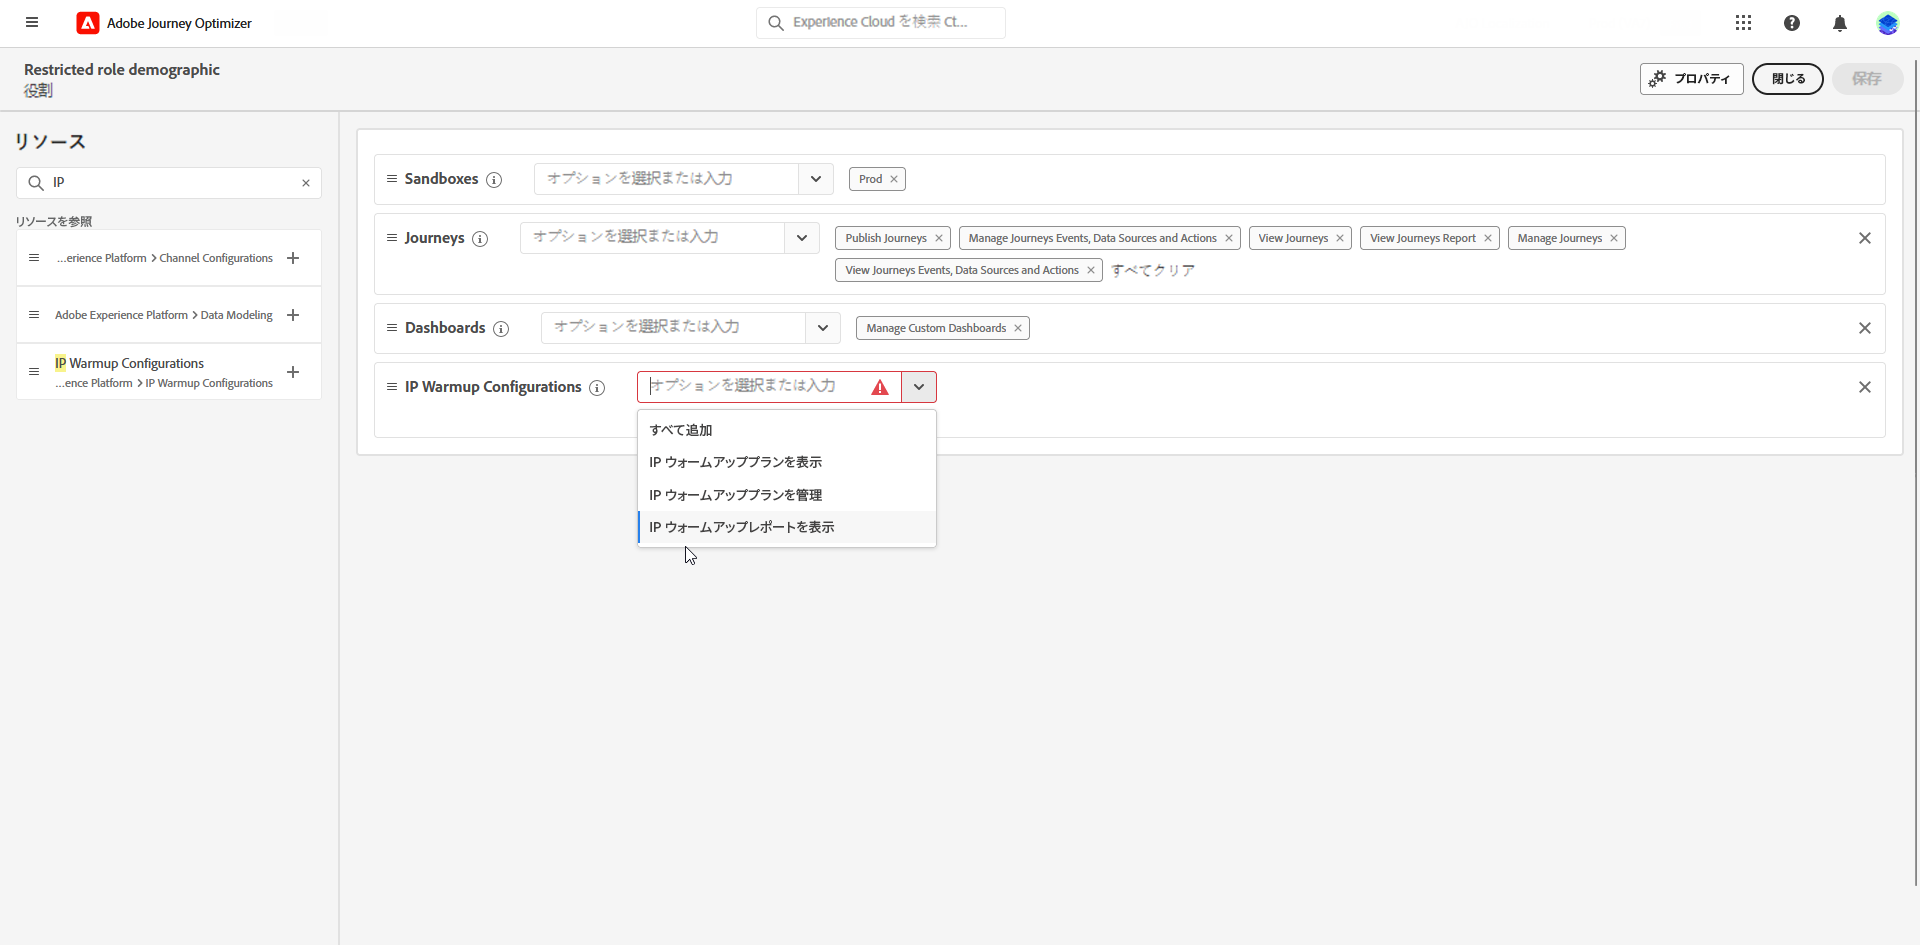 Adobe Journey Optimizer
Experience Cloud を検索 Ct...
Restricted role demographic
役割
プロパティ
閉じる
保存
リソース
IP
リソースを参照
...erience Platform > Channel Configurations
Adobe Experience Platform > Data Modeling
IP Warmup Configurations
...ence Platform > IP Warmup Configurations
Sandboxes オプションを選択または入力 Prod
Journeys オプションを選択または入力 Publish Journeys Manage Journeys Events, Data Sources and Actions View Journeys View Journeys Report Manage Journeys
View Journeys Events, Data Sources and Actions すべてクリア
Dashboards オプションを選択または入力 Manage Custom Dashboards
IP Warmup Configurations オプションを選択または入力
すべて追加
IP ウォームアッププランを表示
IP ウォームアッププランを管理
IP ウォームアップレポートを表示